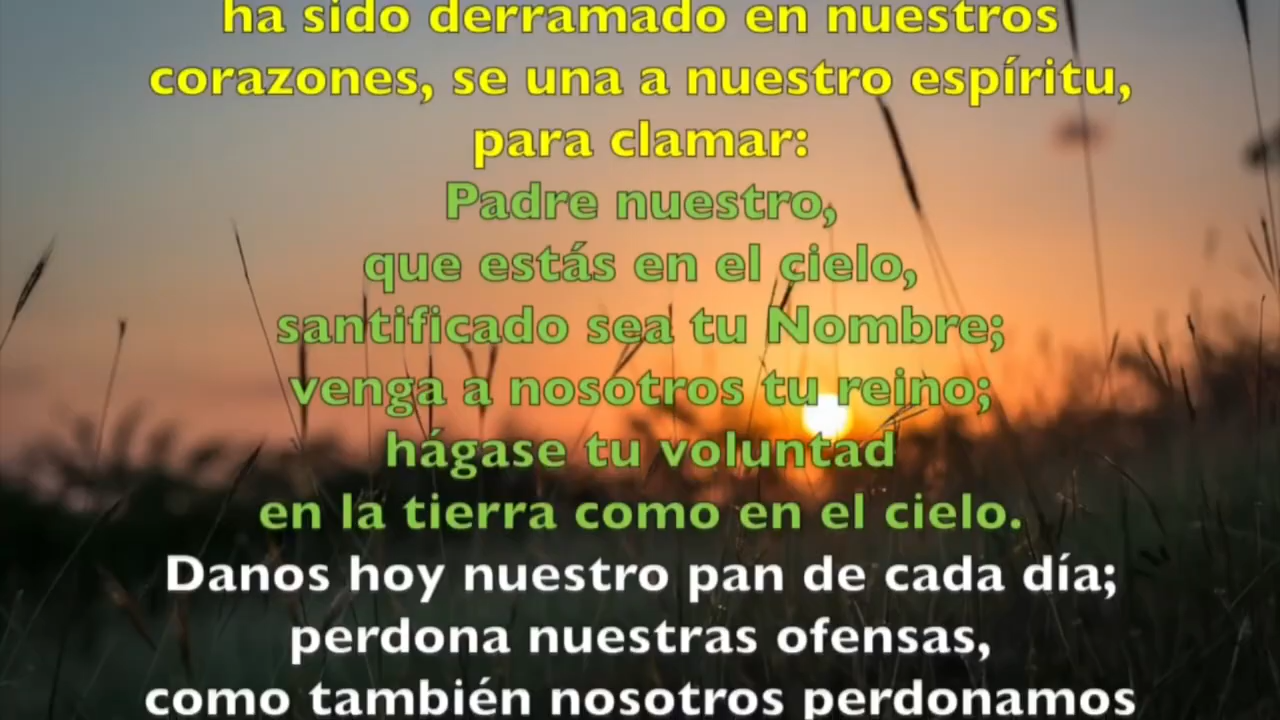 ha sido derramado en nuestros
corazones, se una a nuestro espíritu,
para clamar:
Padre nuestro,
que estás en el cielo,
santificado sea tu Nombre;
venga a nosotros tu reino;
hágase tu voluntad
en la tierra como en el cielo.
Danos hoy nuestro pan de cada día;
perdona nuestras ofensas,
como también nosotros perdonamos